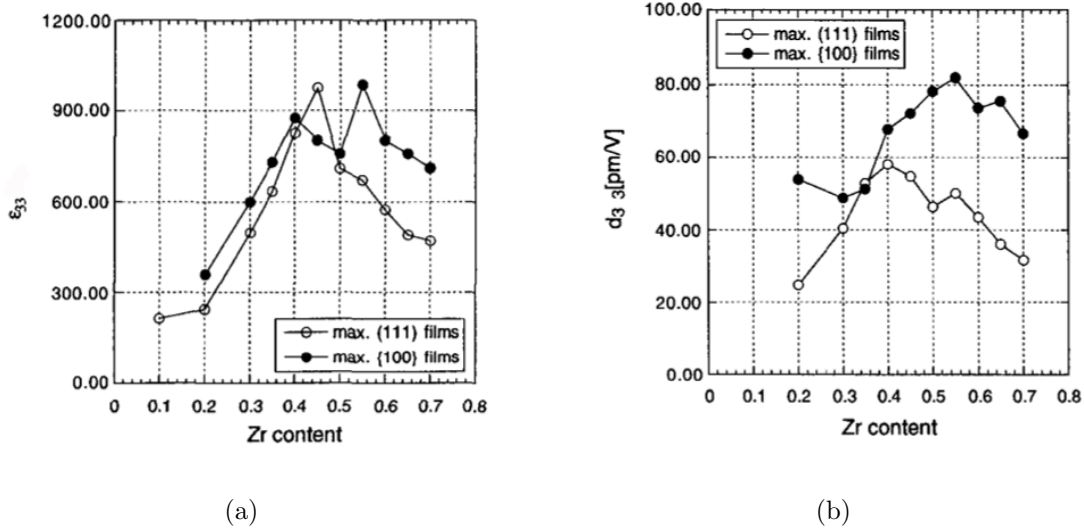 1200.00
900.00
600.00
300.00
0.00
ε33
0 0.1 0.2 0.3 0.4 0.5 0.6 0.7 0.8
Zr content
max. (111) films
max. {100} films
(a)
100.00
80.00
60.00
40.00
20.00
0.00
d3 3[pm/V]
0 0.1 0.2 0.3 0.4 0.5 0.6 0.7 0.8
Zr content
max. (111) films
max. {100} films
(b)